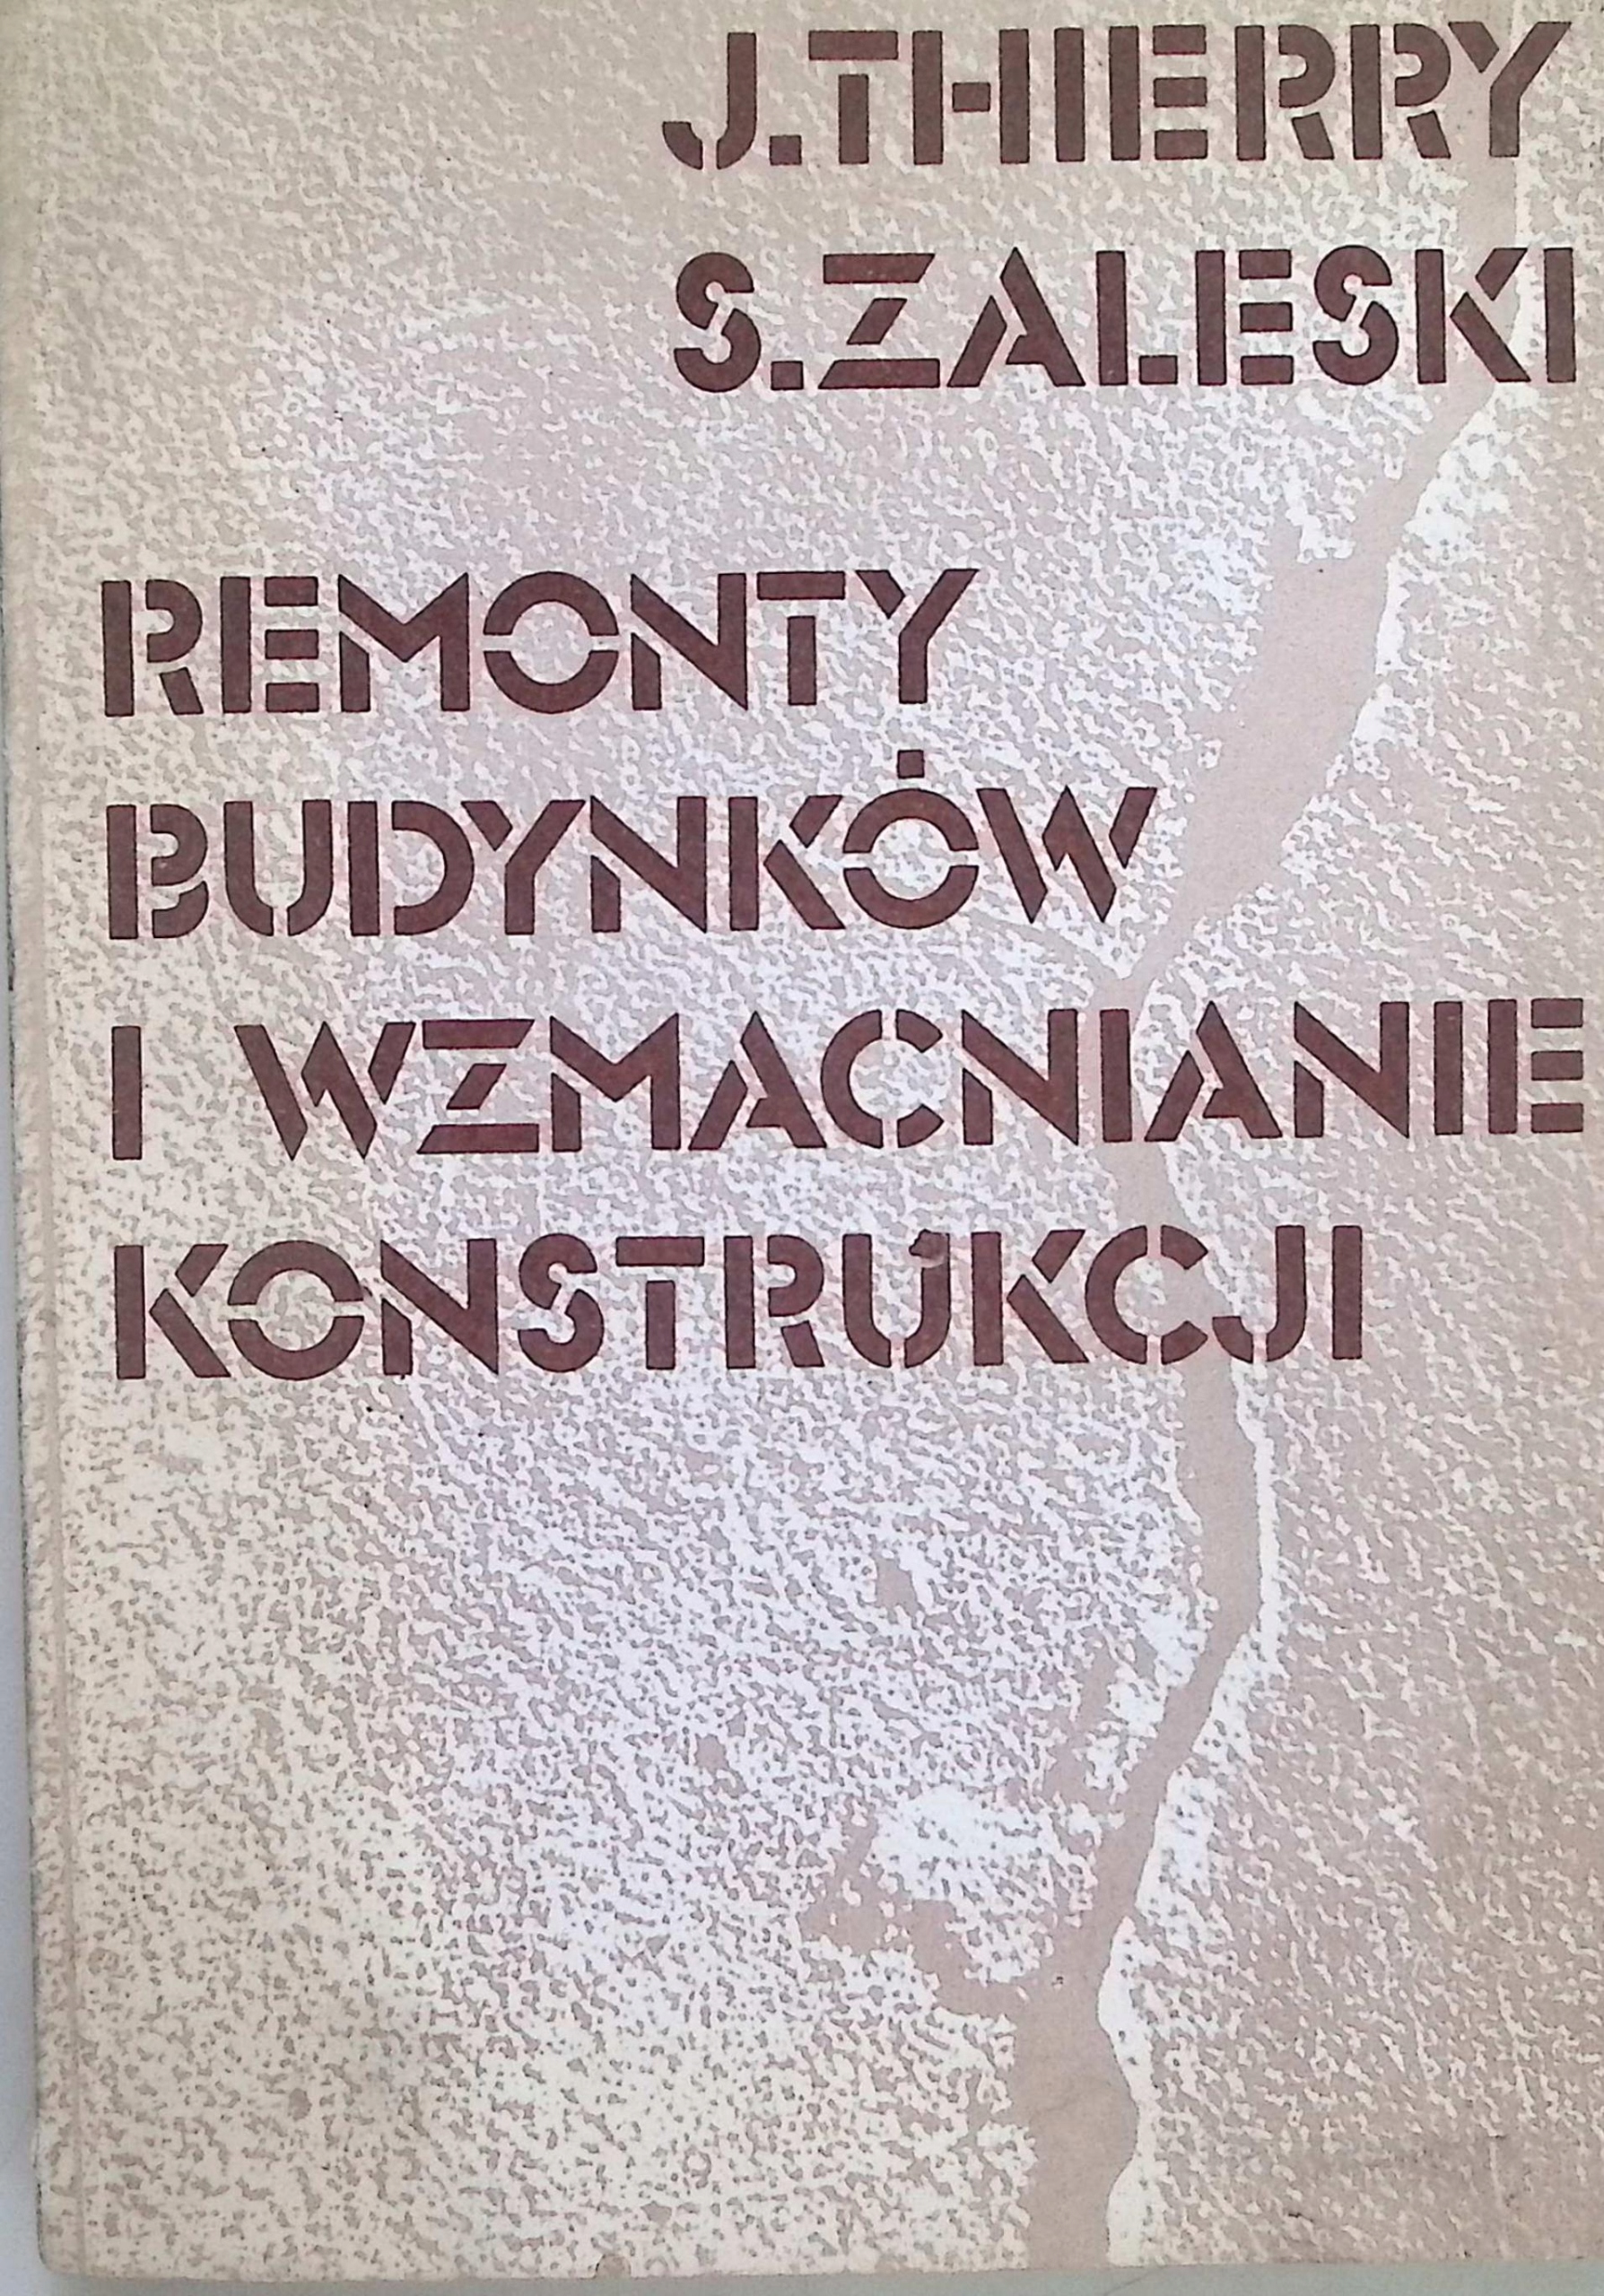 J. THIERRY
S. ZALESKI
REMONTY
BUDYNKÓW
I WZMACNIANIE
KONSTRUKCJI